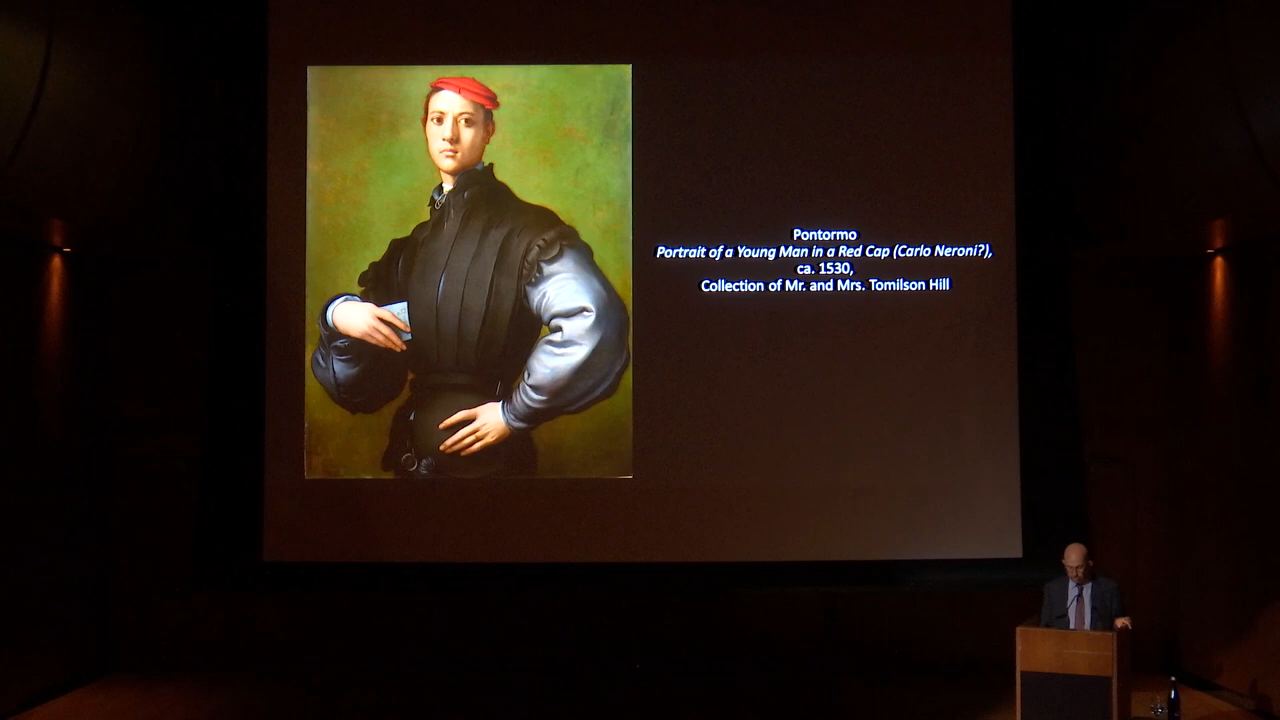 Pontormo
Portrait of a Young Man in a Red Cap (Carlo Neroni?),
ca. 1530,
Collection of Mr. and Mrs. Tomilson Hill